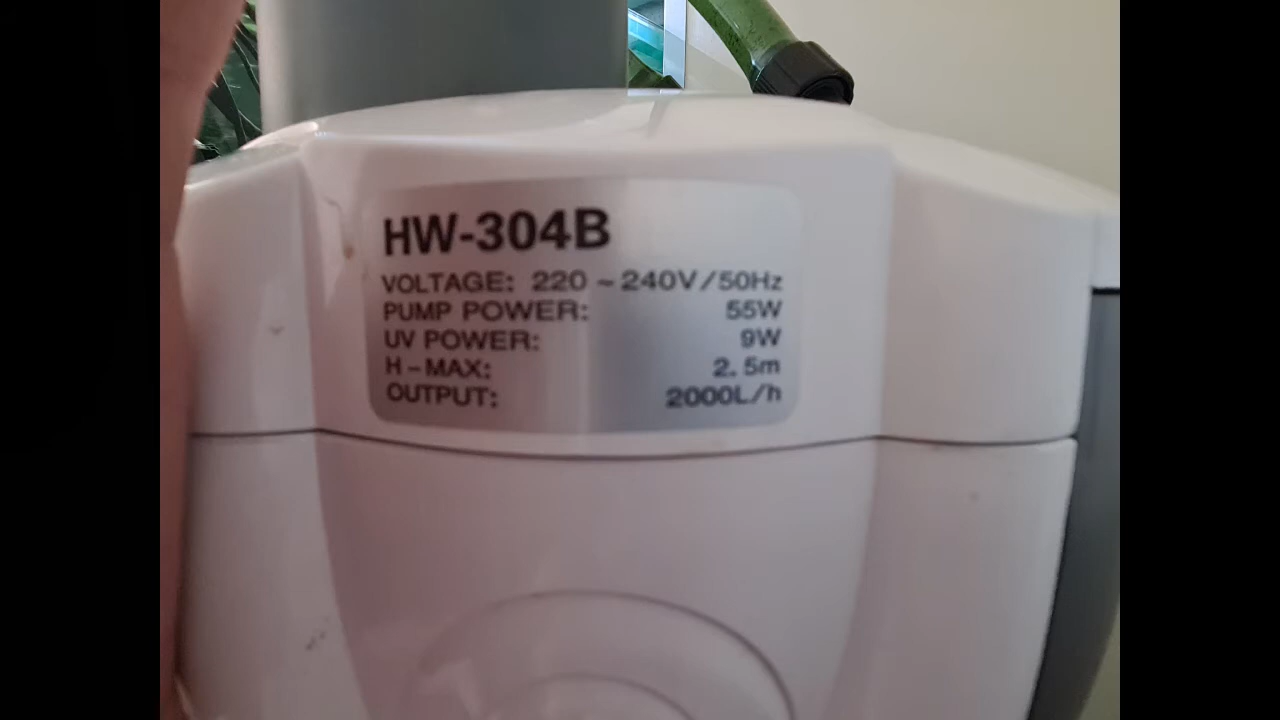 HW-304B
VOLTAGE: 220 ~ 240V/50Hz
PUMP POWER: 55W
UV POWER: 9W
H-MAX: 2.5m
OUTPUT: 2000L/h